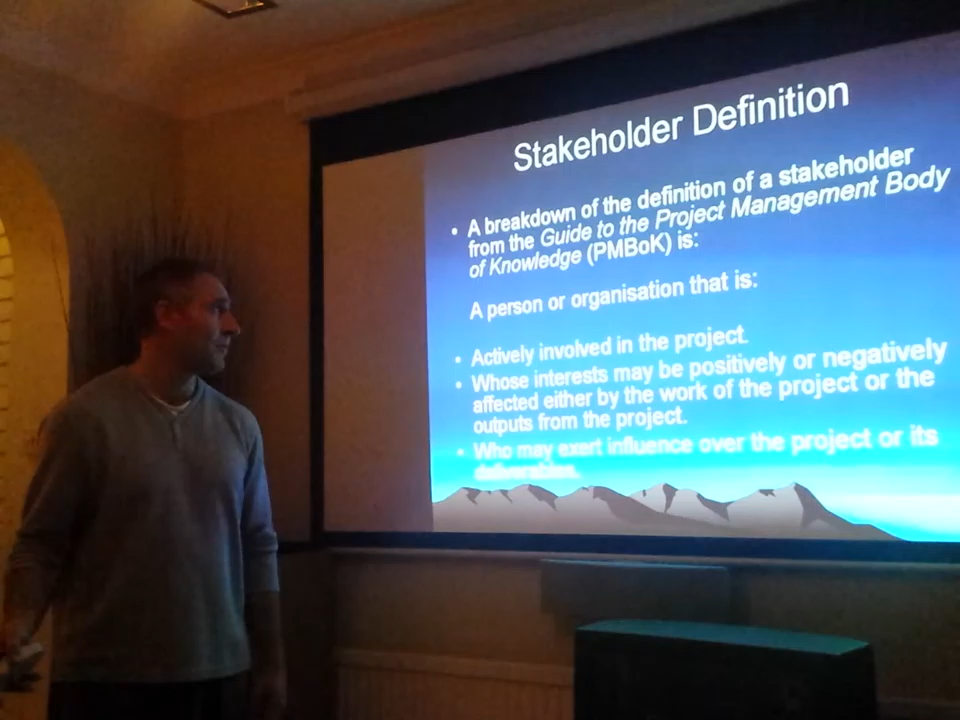 Stakeholder Definition
• A breakdown of the definition of a stakeholder
from the Guide to the Project Management Body
of Knowledge (PMBoK) is:
A person or organisation that is:
• Actively involved in the project.
• Whose interests may be positively or negatively
affected either by the work of the project or the
outputs from the project.
• Who may exert influence over the project or its
deliverables.